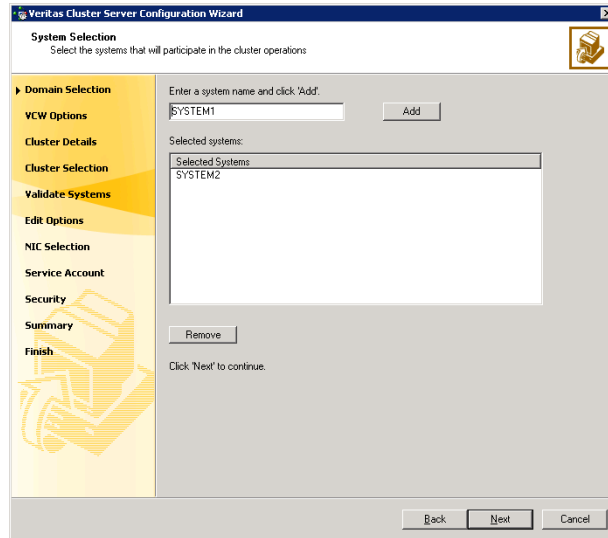 Veritas Cluster Server Configuration Wizard
System Selection
Select the systems that will participate in the cluster operations
Domain Selection
VCW Options
Cluster Details
Cluster Selection
Validate Systems
Edit Options
NIC Selection
Service Account
Security
Summary
Finish
Enter a system name and click 'Add'.
SYSTEM1
Add
Selected systems:
Selected Systems
SYSTEM2
Remove
Click 'Next' to continue.
Back
Next
Cancel